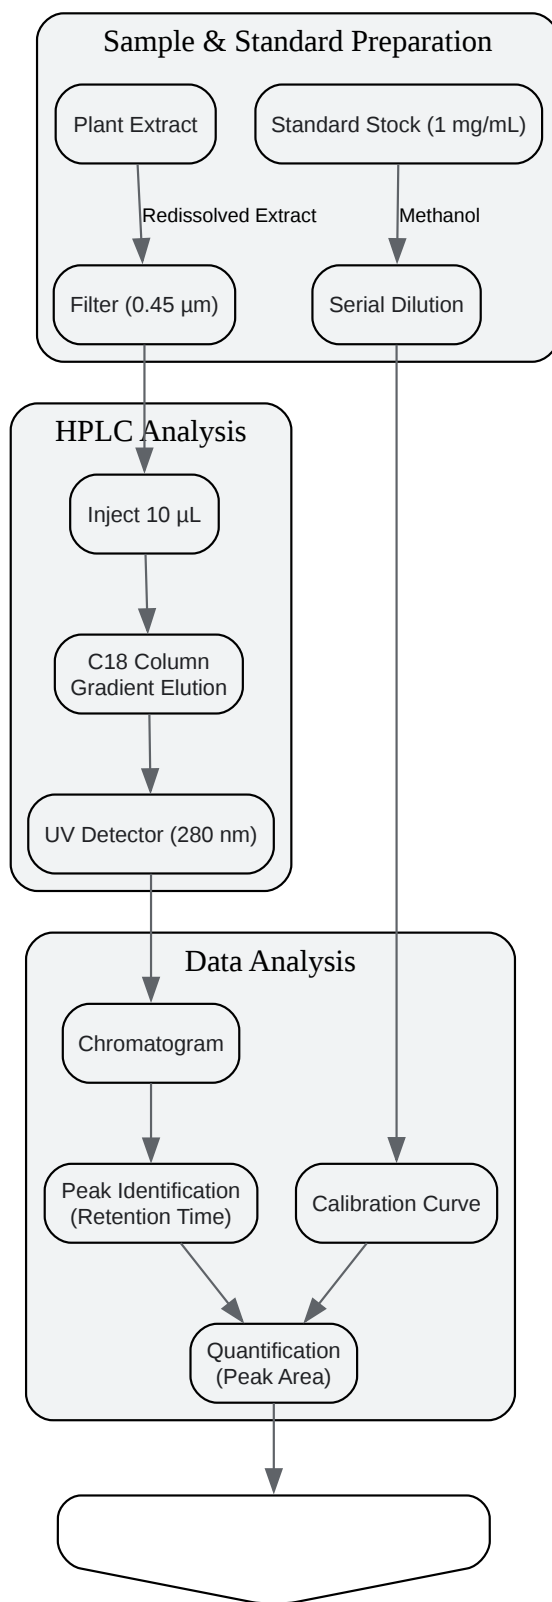 Sample & Standard Preparation
Plant Extract
Standard Stock (1 mg/mL)
Redissolved Extract
Methanol
Filter (0.45 µm)
Serial Dilution
HPLC Analysis
Inject 10 µL
C18 Column
Gradient Elution
UV Detector (280 nm)
Data Analysis
Chromatogram
Peak Identification
(Retention Time)
Calibration Curve
Quantification
(Peak Area)